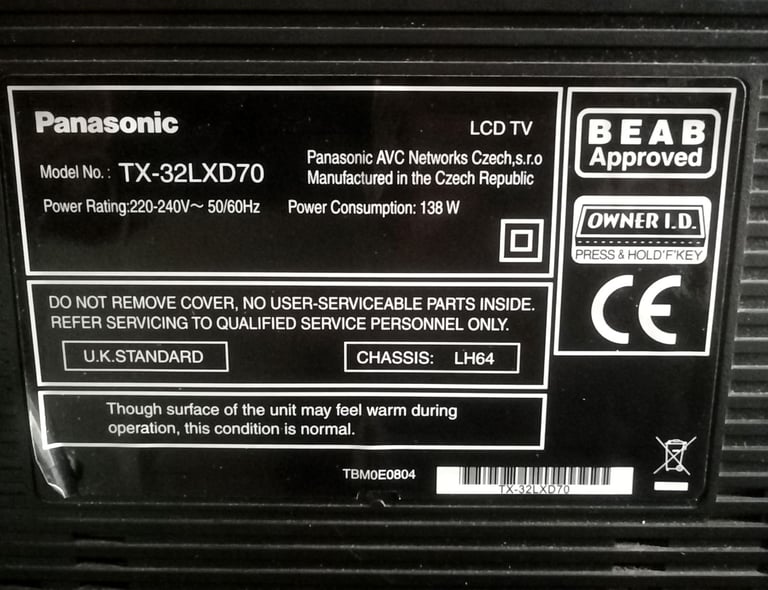 Panasonic
LCD TV
Model No.: TX-32LXD70
Panasonic AVC Networks Czech,s.r.o
Manufactured in the Czech Republic
Power Rating:220-240V~ 50/60Hz
Power Consumption: 138 W
BEAB
Approved
OWNER I.D.
PRESS & HOLD'F'KEY
CE
DO NOT REMOVE COVER, NO USER-SERVICEABLE PARTS INSIDE.
REFER SERVICING TO QUALIFIED SERVICE PERSONNEL ONLY.
U.K.STANDARD
CHASSIS: LH64
Though surface of the unit may feel warm during
operation, this condition is normal.
TBM0E0804
TX-32LXD70